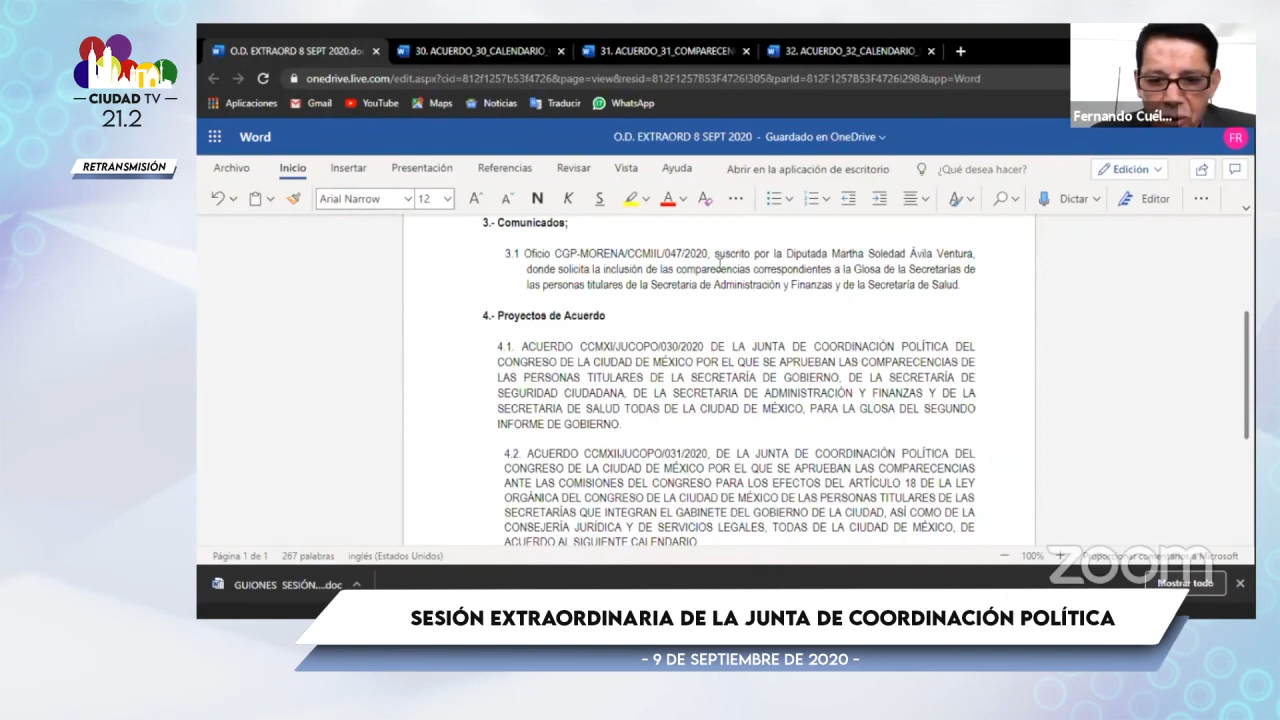 CIUDAD TV
21.2
RETRANSMISIÓN
O.D. EXTRAORD 8 SEPT 2020.do
30. ACUERDO_30_CALENDARIO_
31. ACUERDO_31_COMPARECEN
32. ACUERDO_32_CALENDARIO_
onedrive.live.com/edit.aspx?cid=812f1257b53f4726&page=view&resid=812F1257B53F4726!305&parId=812F1257B53F4726!298&app=Word
Aplicaciones Gmail YouTube Maps Noticias Traducir WhatsApp
Fernando Cuél...
Word O.D. EXTRAORD 8 SEPT 2020 - Guardado en OneDrive FR
Archivo Inicio Insertar Presentación Referencias Revisar Vista Ayuda Abrir en la aplicación de escritorio ¿Qué desea hacer? Edición
Arial Narrow 12 N K S Dictar Editor
3.- Comunicados;
3.1 Oficio CGP-MORENA/CCMIIL/047/2020, suscrito por la Diputada Martha Soledad Ávila Ventura,
donde solicita la inclusión de las comparecencias correspondientes a la Glosa de la Secretarías de
las personas titulares de la Secretaria de Administración y Finanzas y de la Secretaría de Salud.
4.- Proyectos de Acuerdo
4.1. ACUERDO CCMXI/JUCOPO/030/2020 DE LA JUNTA DE COORDINACIÓN POLÍTICA DEL
CONGRESO DE LA CIUDAD DE MÉXICO POR EL QUE SE APRUEBAN LAS COMPARECENCIAS DE
LAS PERSONAS TITULARES DE LA SECRETARÍA DE GOBIERNO, DE LA SECRETARÍA DE
SEGURIDAD CIUDADANA, DE LA SECRETARIA DE ADMINISTRACIÓN Y FINANZAS Y DE LA
SECRETARIA DE SALUD TODAS DE LA CIUDAD DE MÉXICO, PARA LA GLOSA DEL SEGUNDO
INFORME DE GOBIERNO.
4.2. ACUERDO CCMXIIJUCOPO/031/2020, DE LA JUNTA DE COORDINACIÓN POLÍTICA DEL
CONGRESO DE LA CIUDAD DE MÉXICO POR EL QUE SE APRUEBAN LAS COMPARECENCIAS
ANTE LAS COMISIONES DEL CONGRESO PARA LOS EFECTOS DEL ARTÍCULO 18 DE LA LEY
ORGÁNICA DEL CONGRESO DE LA CIUDAD DE MÉXICO DE LAS PERSONAS TITULARES DE LAS
SECRETARÍAS QUE INTEGRAN EL GABINETE DEL GOBIERNO DE LA CIUDAD, ASÍ COMO DE LA
CONSEJERÍA JURÍDICA Y DE SERVICIOS LEGALES, TODAS DE LA CIUDAD DE MÉXICO, DE
ACUERDO AL SIGUIENTE CALENDARIO
Página 1 de 1 267 palabras inglés (Estados Unidos) 100% Proporcionar comentarios a Microsoft
zoom
GUIONES SESIÓN....doc Mostrar todo
SESIÓN EXTRAORDINARIA DE LA JUNTA DE COORDINACIÓN POLÍTICA
- 9 DE SEPTIEMBRE DE 2020 -